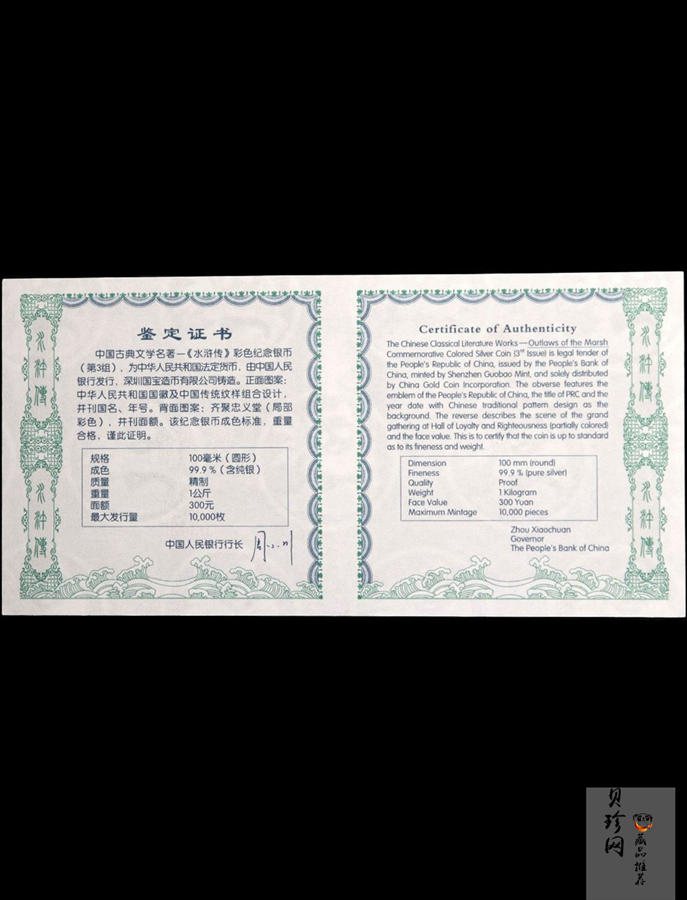 鉴定证书
中国古典文学名著—《水浒传》彩色纪念银币
（第3组），为中华人民共和国法定货币，由中国人民
银行发行，深圳国宝造币有限公司铸造。正面图案：
中华人民共和国国徽及中国传统纹样组合设计，
并刊国名、年号。背面图案：齐聚忠义堂（局部
彩色），并刊面额。该纪念银币成色标准，重量
合格，谨此证明。
规格 100毫米（圆形）
成色 99.9％（含纯银）
质量 精制
重量 1公斤
面额 300元
最大发行量 10,000枚
中国人民银行行长
水浒传
水浒传
Certificate of Authenticity
The Chinese Classical Literature Works—Outlaws of the Marsh
Commemorative Colored Silver Coin (3rd Issue) is legal tender of
the People's Republic of China, issued by the People's Bank of
China, minted by Shenzhen Guobao Mint, and solely distributed
by China Gold Coin Incorporation. The obverse features the
emblem of the People's Republic of China, the title of PRC and the
year date with Chinese traditional pattern design as the
background. The reverse describes the scene of the grand
gathering at Hall of Loyalty and Righteousness (partially colored)
and the face value. This is to certify that the coin is up to standard
as to its fineness and weight.
Dimension 100 mm (round)
Fineness 99.9 % (pure silver)
Quality Proof
Weight 1 Kilogram
Face Value 300 Yuan
Maximum Mintage 10,000 pieces
Zhou Xiaochuan
Governor
The People's Bank of China
水浒传
水浒传
贝珍网
藏品推荐